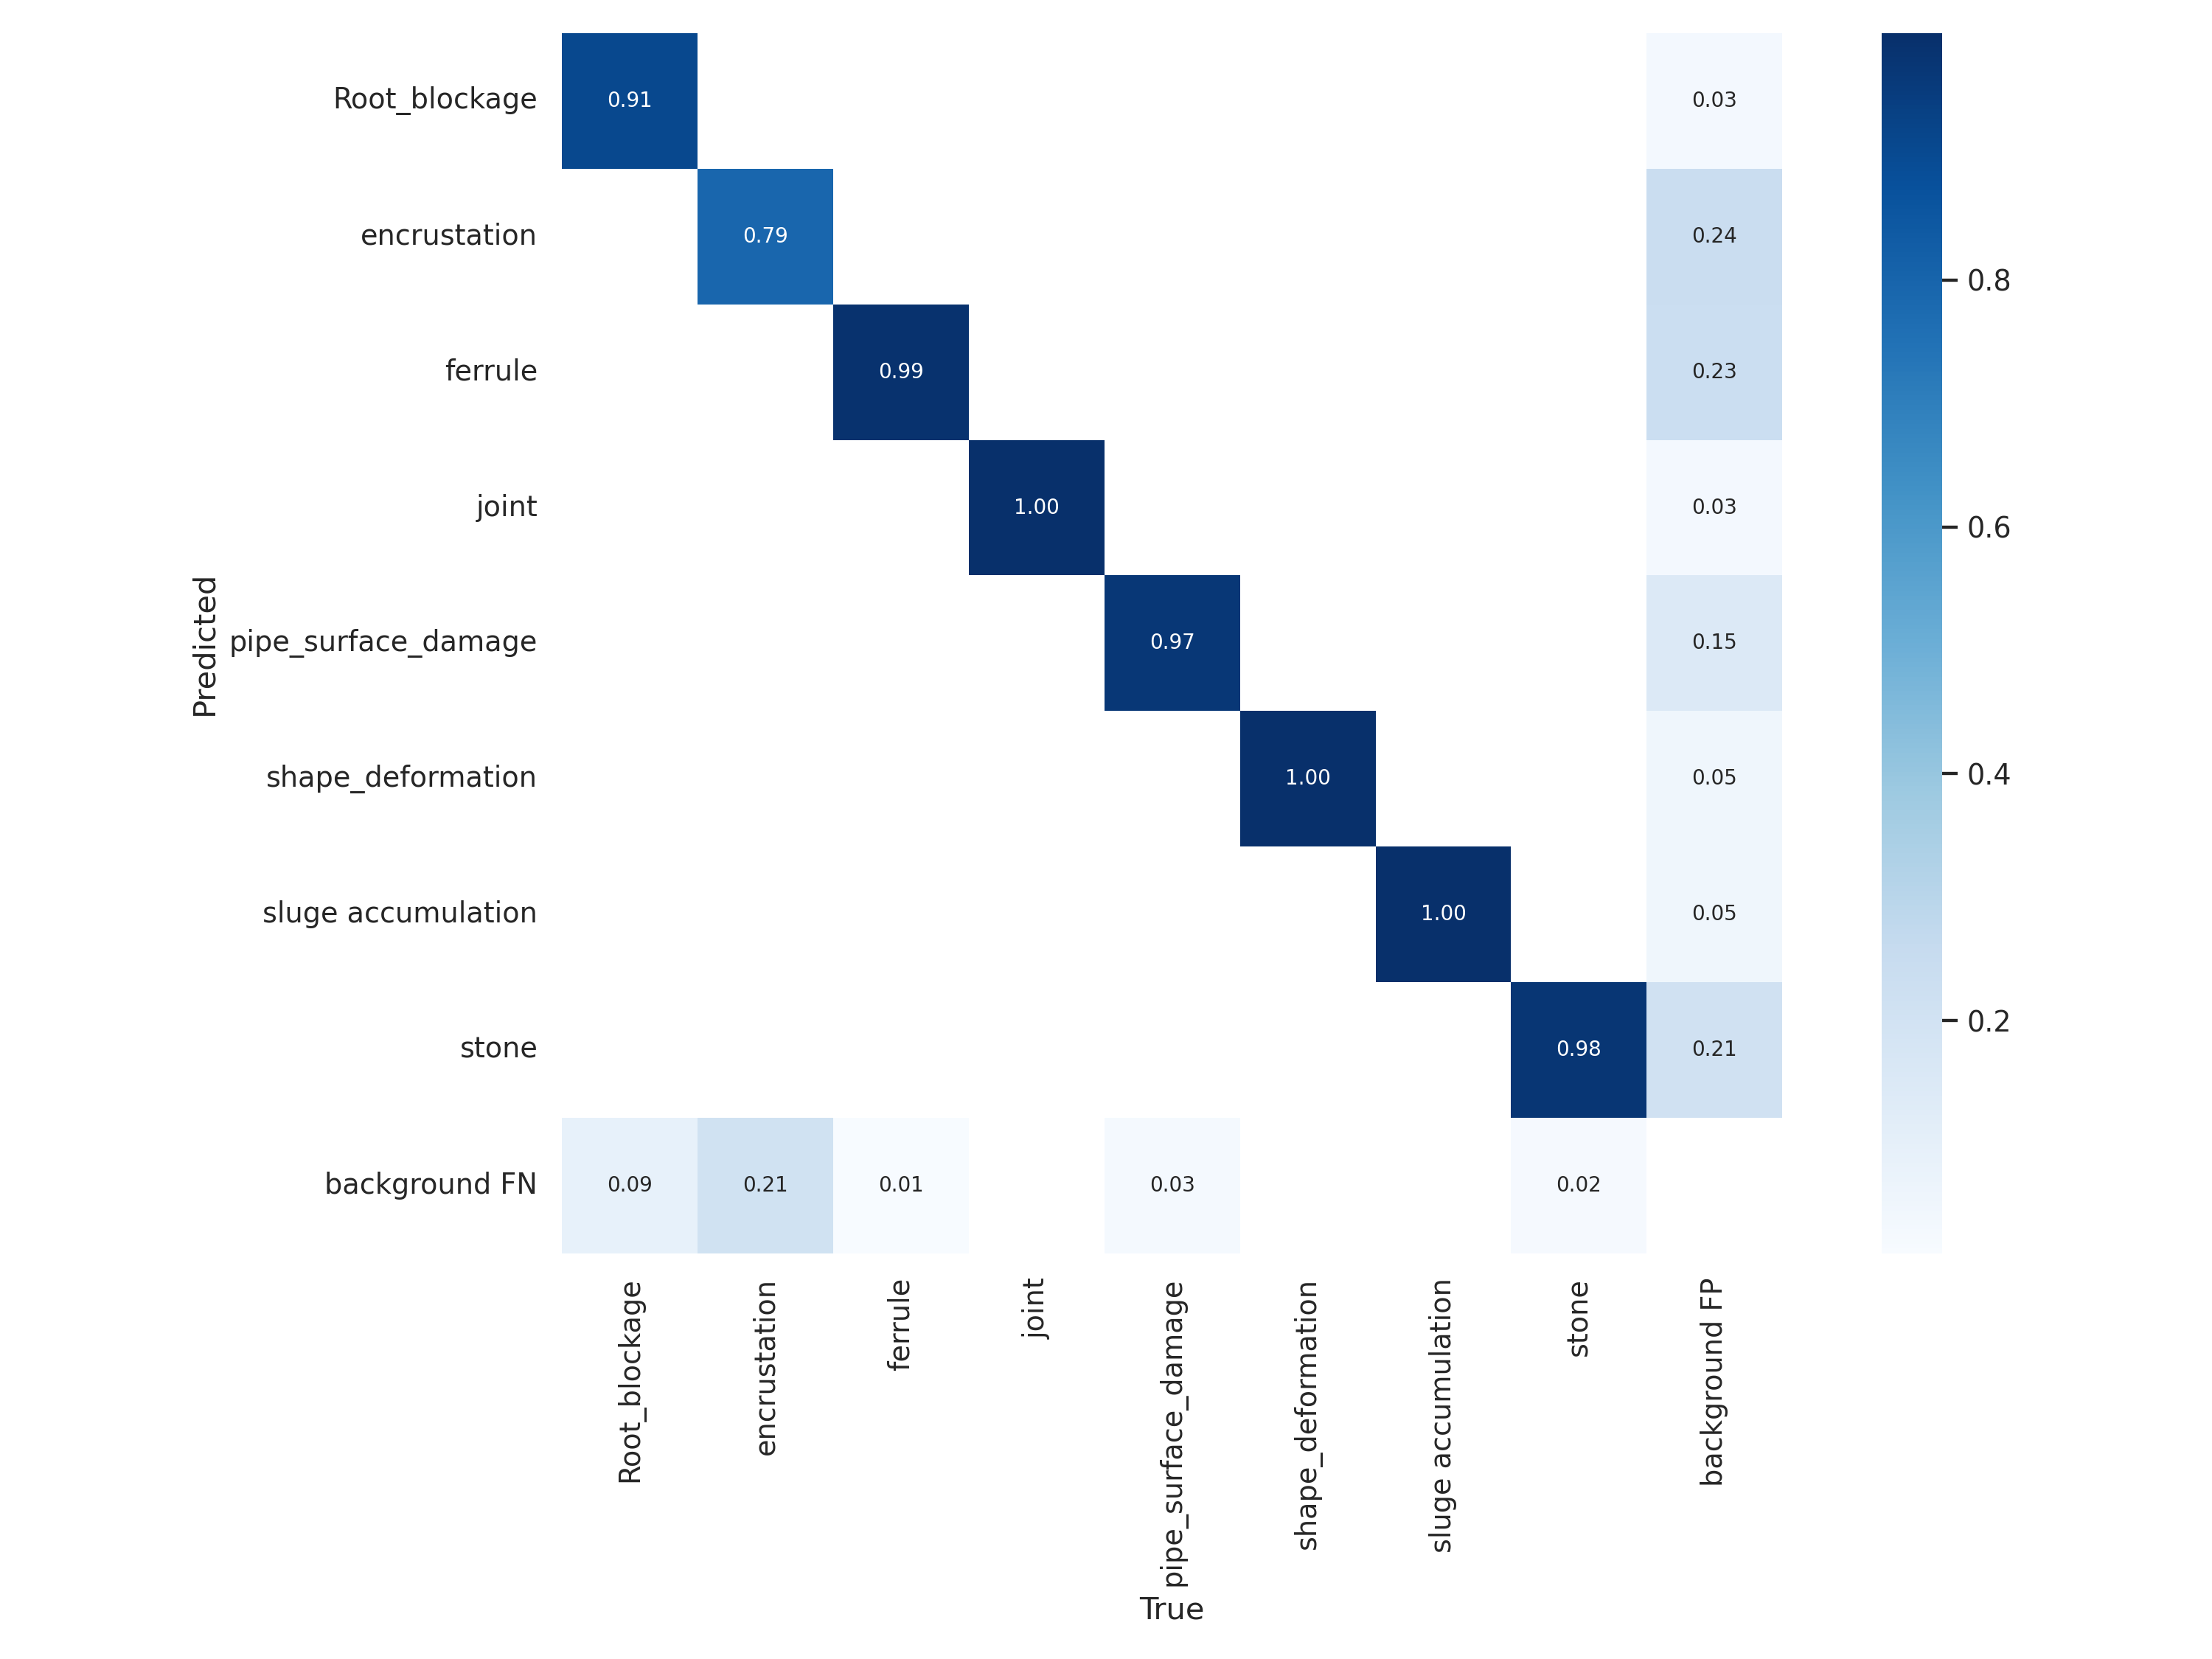 Root_blockage 0.91 0.03
encrustation 0.79 0.24
0.8
ferrule 0.99 0.23
joint 1.00 0.03
0.6
Predicted
pipe_surface_damage 0.97 0.15
shape_deformation 1.00 0.05
0.4
sluge accumulation 1.00 0.05
stone 0.98 0.21
0.2
background FN 0.09 0.21 0.01 0.03 0.02
Root_blockage
encrustation
ferrule
joint
pipe_surface_damage
shape_deformation
sluge accumulation
stone
background FP
True